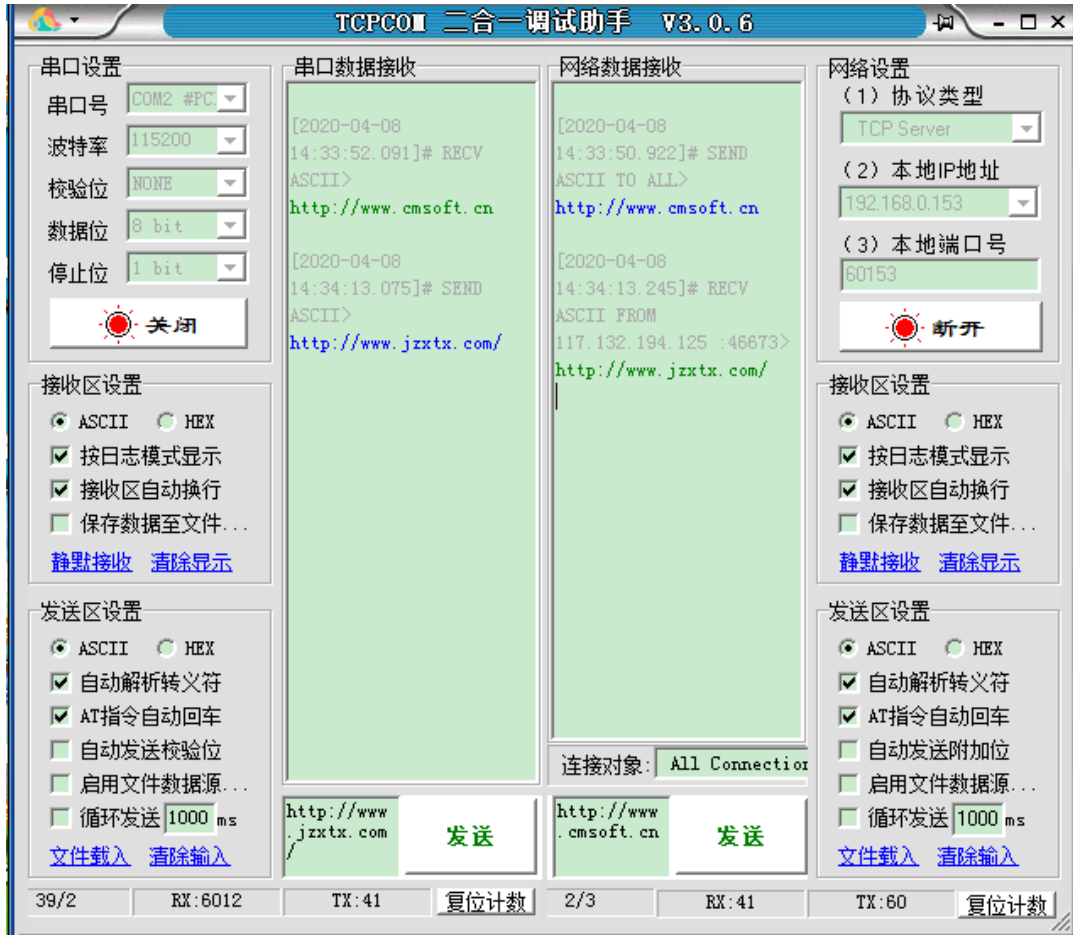 TCPCOM 二合一调试助手 V3.0.6
串口设置
串口号 COM2 #PC
波特率 115200
校验位 NONE
数据位 8 bit
停止位 1 bit
关闭
接收区设置
ASCII HEX
按日志模式显示
接收区自动换行
保存数据至文件...
静默接收 清除显示
发送区设置
ASCII HEX
自动解析转义符
AT指令自动回车
自动发送校验位
启用文件数据源...
循环发送 1000 ms
文件载入 清除输入
串口数据接收
[2020-04-08
14:33:52.091]# RECV
ASCII>
http://www.cmsoft.cn
[2020-04-08
14:34:13.075]# SEND
ASCII>
http://www.jzxtx.com/
http://www
.jzxtx.com
/
发送
网络数据接收
[2020-04-08
14:33:50.922]# SEND
ASCII TO ALL>
http://www.cmsoft.cn
[2020-04-08
14:34:13.245]# RECV
ASCII FROM
117.132.194.125 :46673>
http://www.jzxtx.com/
连接对象: All Connection
http://www
.cmsoft.cn
发送
网络设置
(1) 协议类型
TCP Server
(2) 本地IP地址
192.168.0.153
(3) 本地端口号
60153
断开
接收区设置
ASCII HEX
按日志模式显示
接收区自动换行
保存数据至文件...
静默接收 清除显示
发送区设置
ASCII HEX
自动解析转义符
AT指令自动回车
自动发送附加位
启用文件数据源...
循环发送 1000 ms
文件载入 清除输入
39/2 RX:6012 TX:41 复位计数 2/3 RX:41 TX:60 复位计数